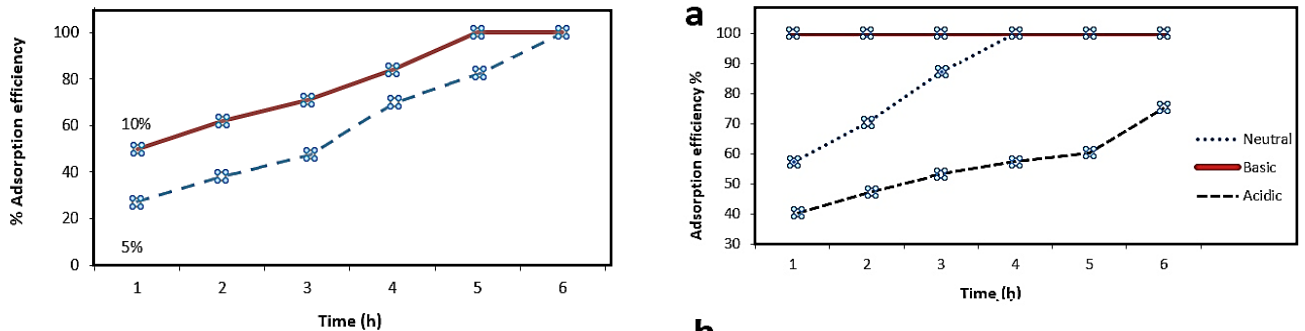 % Adsorption efficiency
100
80
60
40
20
0
10%
5%
1 2 3 4 5 6
Time (h)
a
Adsorption efficiency %
100
90
80
70
60
50
40
30
1 2 3 4 5 6
Time (h)
Neutral
Basic
Acidic